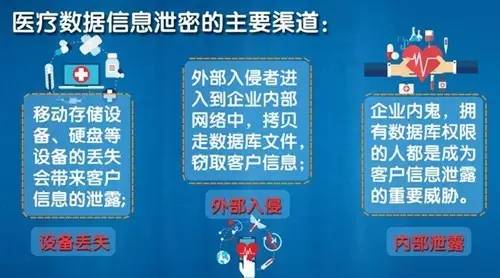 医疗数据信息泄密的主要渠道：
移动存储设
备、硬盘等
设备的丢失
会带来客户
信息的泄露;
设备丢失
外部入侵者进
入到企业内部
网络中，拷贝
走数据库文件，
窃取客户信息；
外部入侵
企业内鬼，拥
有数据库权限
的人都是成为
客户信息泄露
的重要威胁。
内部泄露